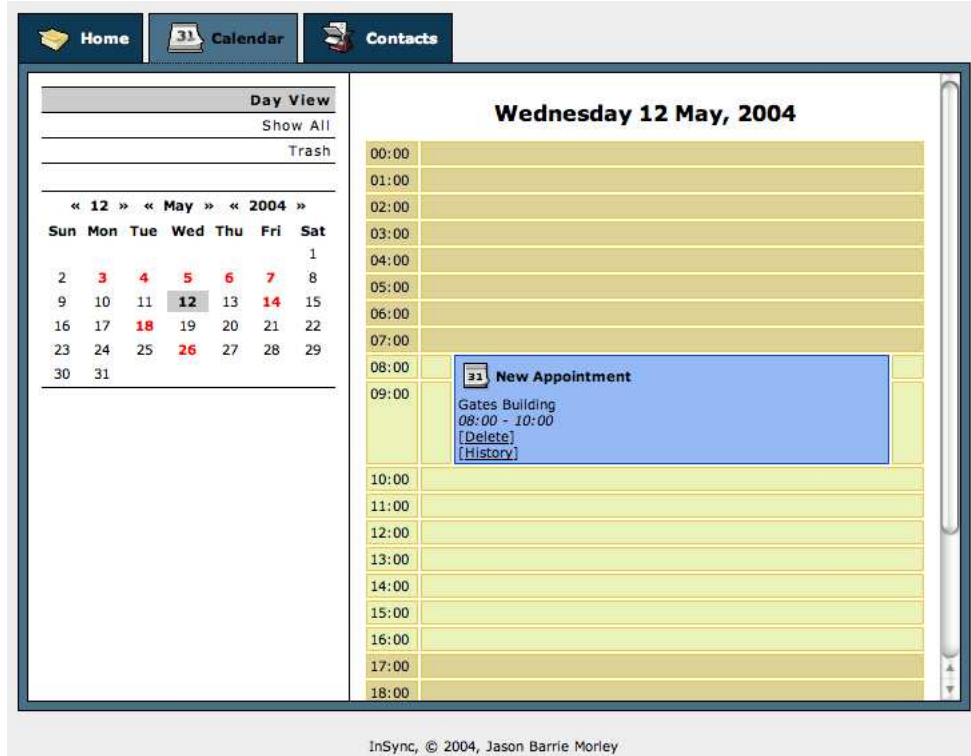 Home
31 Calendar
Contacts
Day View
Show All
Trash
« 12 » « May » « 2004 »
Sun Mon Tue Wed Thu Fri Sat
1
2 3 4 5 6 7 8
9 10 11 12 13 14 15
16 17 18 19 20 21 22
23 24 25 26 27 28 29
30 31
Wednesday 12 May, 2004
00:00
01:00
02:00
03:00
04:00
05:00
06:00
07:00
08:00
09:00
31 New Appointment
Gates Building
08:00 - 10:00
[Delete]
[History]
10:00
11:00
12:00
13:00
14:00
15:00
16:00
17:00
18:00
InSync, © 2004, Jason Barrie Morley